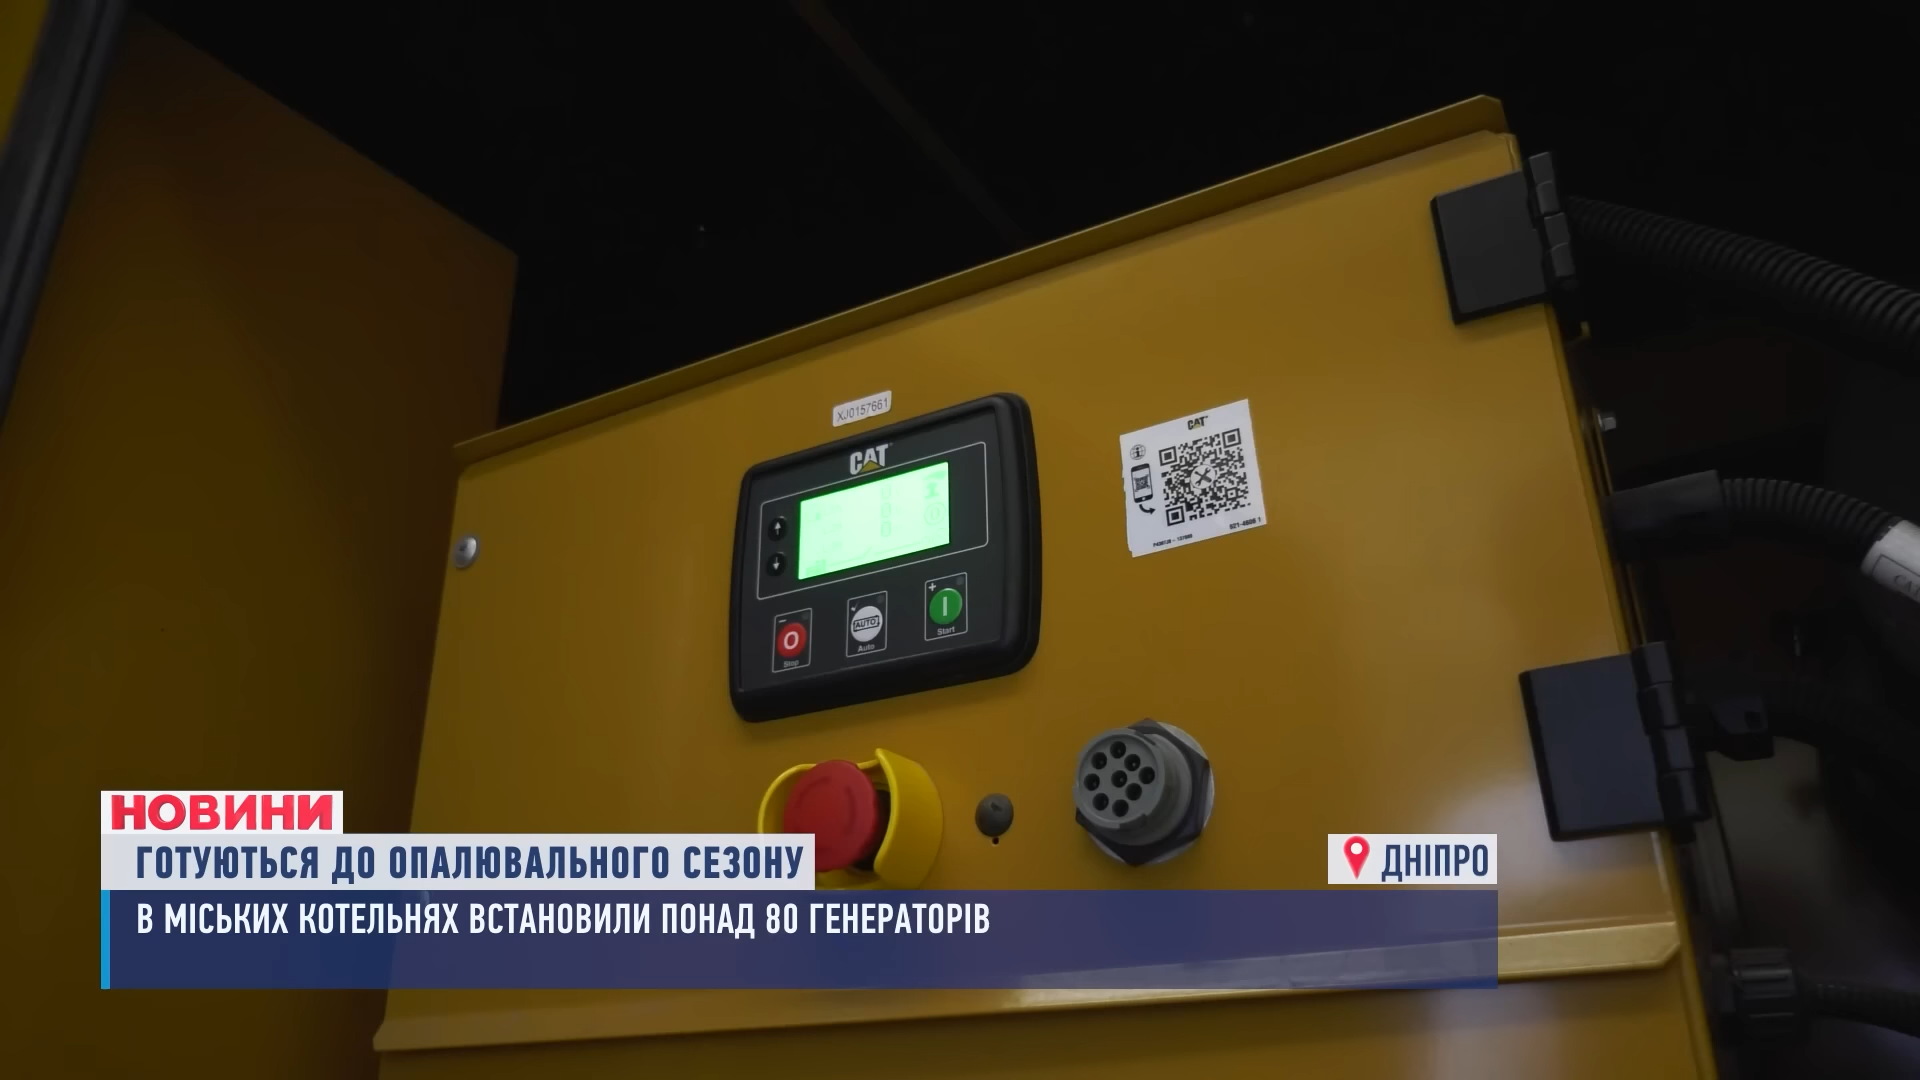 XJ0157661
CAT
CAT
AUTO
Stop
Auto
Start
НОВИНИ
ГОТУЮТЬСЯ ДО ОПАЛЮВАЛЬНОГО СЕЗОНУ
ДНІПРО
В МІСЬКИХ КОТЕЛЬНЯХ ВСТАНОВИЛИ ПОНАД 80 ГЕНЕРАТОРІВ